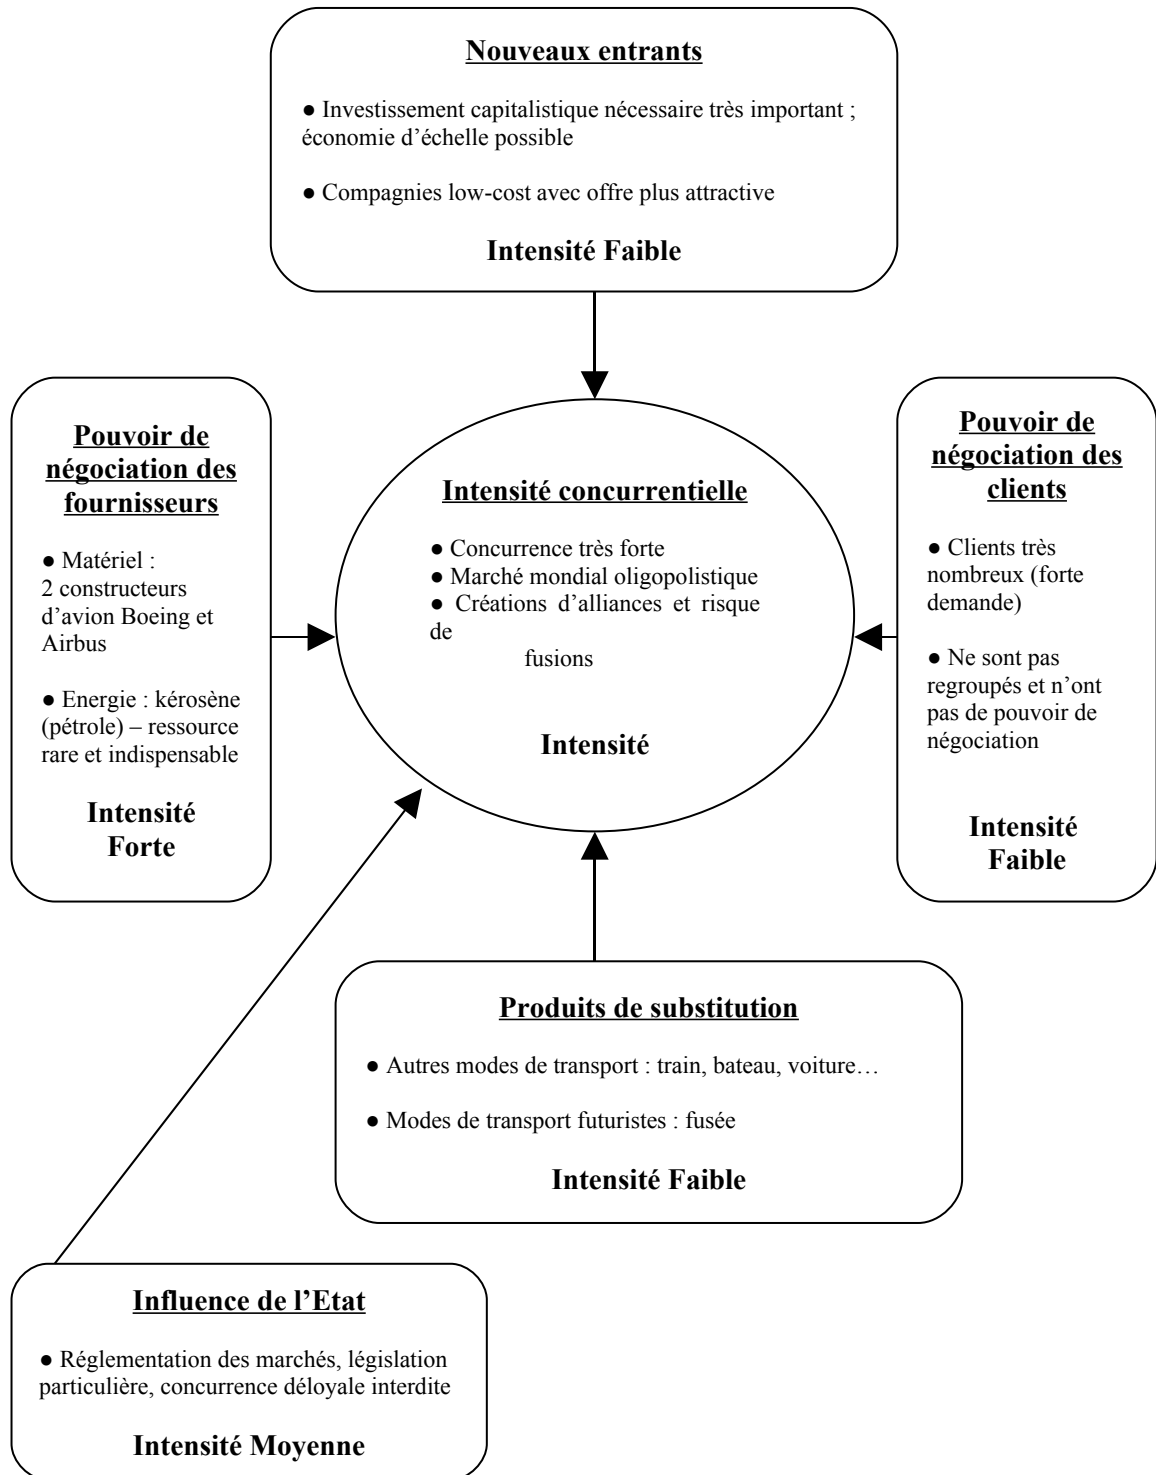 Nouveaux entrants
● Investissement capitalistique nécessaire très important ;
économie d’échelle possible
● Compagnies low-cost avec offre plus attractive
Intensité Faible
Pouvoir de
négociation des
fournisseurs
● Matériel :
2 constructeurs
d’avion Boeing et
Airbus
● Energie : kérosène
(pétrole) – ressource
rare et indispensable
Intensité
Forte
Intensité concurrentielle
● Concurrence très forte
● Marché mondial oligopolistique
● Créations d’alliances et risque
de
fusions
Intensité
Pouvoir de
négociation des
clients
● Clients très
nombreux (forte
demande)
● Ne sont pas
regroupés et n’ont
pas de pouvoir de
négociation
Intensité
Faible
Produits de substitution
● Autres modes de transport : train, bateau, voiture…
● Modes de transport futuristes : fusée
Intensité Faible
Influence de l’Etat
● Réglementation des marchés, législation
particulière, concurrence déloyale interdite
Intensité Moyenne